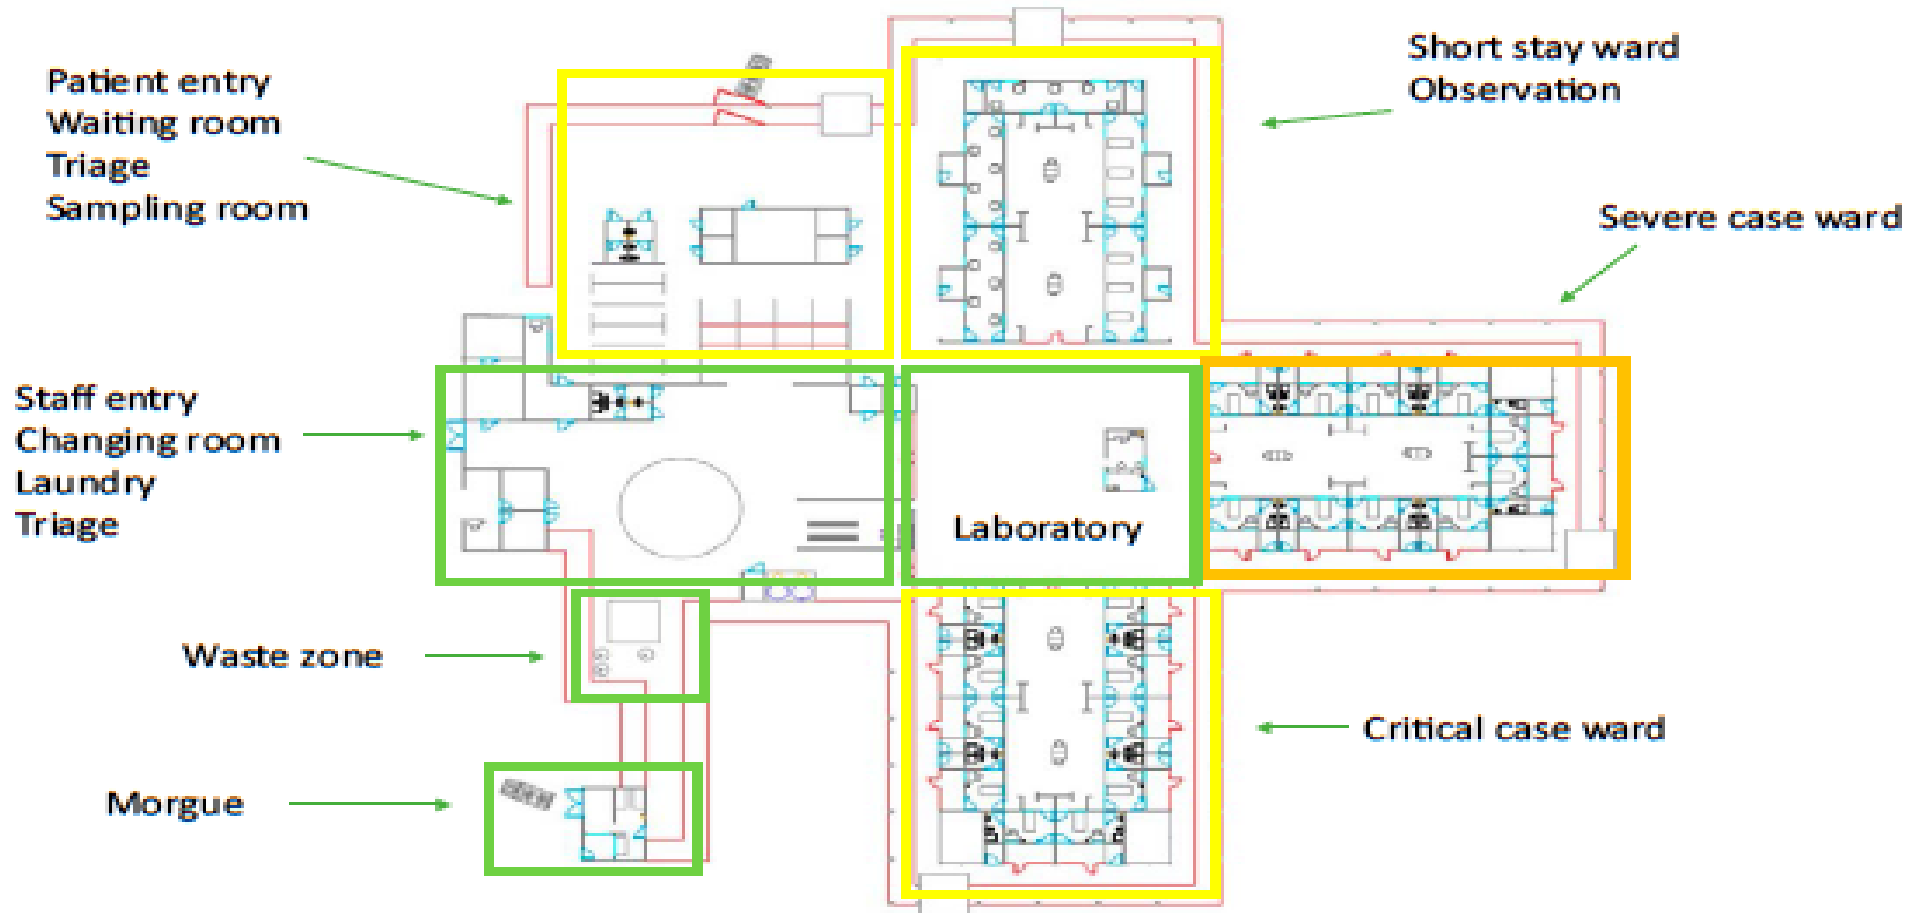 Patient entry
Waiting room
Triage
Sampling room
Short stay ward
Observation
Severe case ward
Staff entry
Changing room
Laundry
Triage
Laboratory
Waste zone
Critical case ward
Morgue